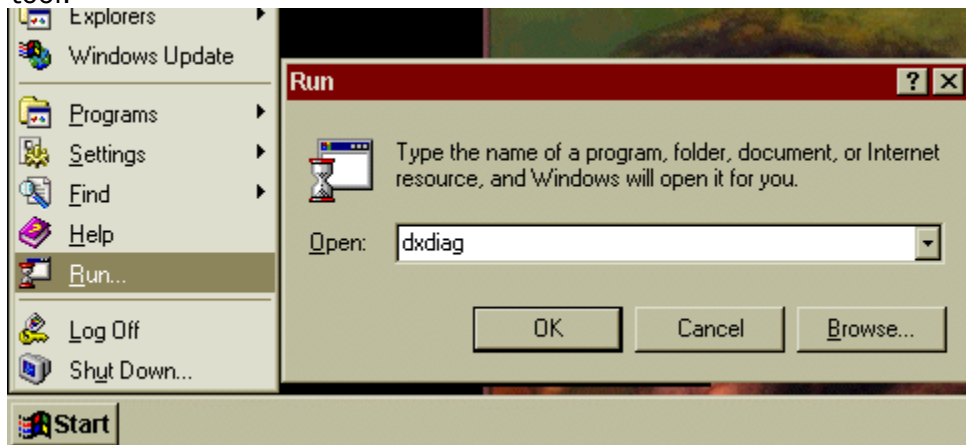 Explorers
Windows Update
Programs
Settings
Find
Help
Run...
Log Off
Shut Down...
Start
Run
Type the name of a program, folder, document, or Internet
resource, and Windows will open it for you.
Open: dxdiag
OK Cancel Browse...